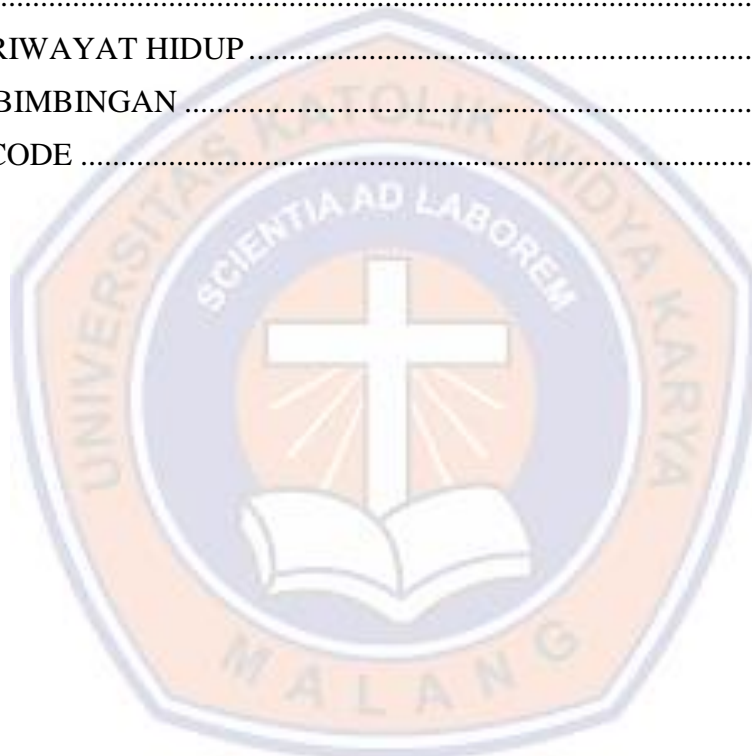 ................................................................................
RIWAYAT HIDUP ......................................................
BIMBINGAN ................................................................
CODE ..........................................................................
UNIVERSITAS KATOLIK WIDYA KARYA
SCIENTIA AD LABOREM
MALANG